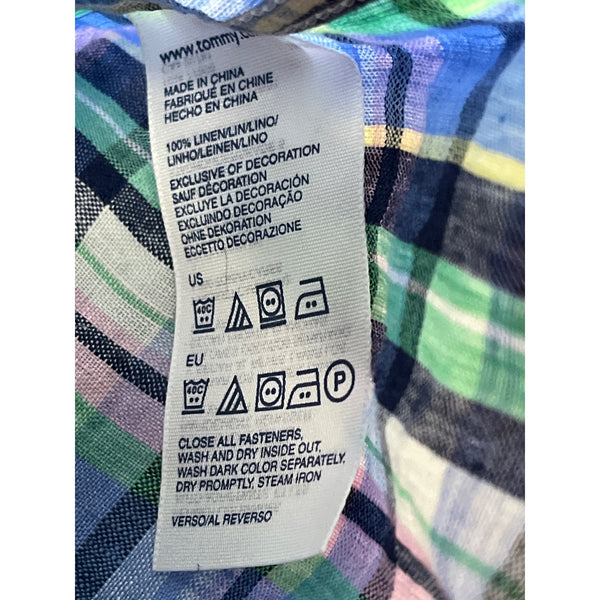 www.tommy.c
MADE IN CHINA
FABRIQUÉ EN CHINE
HECHO EN CHINA
100% LINEN/LIN/LINO/
LINHO/LEINEN/LINO
EXCLUSIVE OF DECORATION
SAUF DÉCORATION
EXCLUYE LA DECORACIÓN
EXCLUINDO DECORAÇÃO
OHNE DEKORATION
ECCETTO DECORAZIONE
US
40C
EU
40C P
CLOSE ALL FASTENERS,
WASH AND DRY INSIDE OUT,
WASH DARK COLOR SEPARATELY,
DRY PROMPTLY, STEAM IRON
VERSO/AL REVERSO